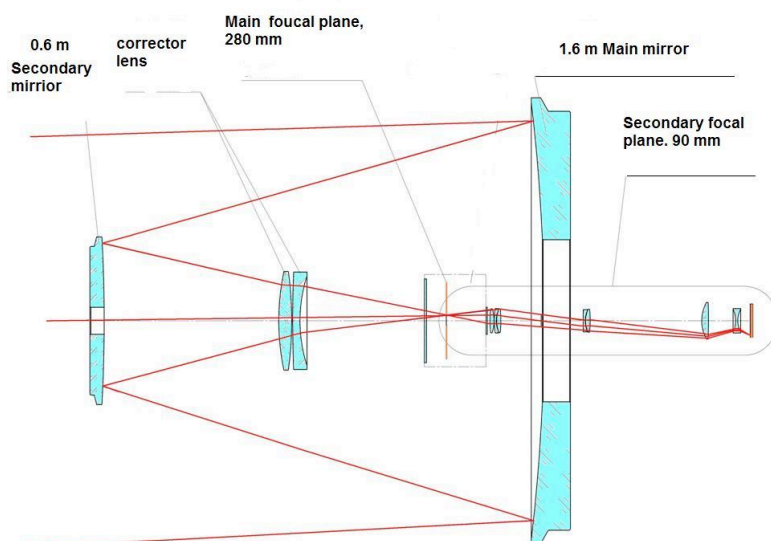 0.6 m
Secondary
mirrior
corrector
lens
Main foucal plane,
280 mm
1.6 m Main mirror
Secondary focal
plane. 90 mm